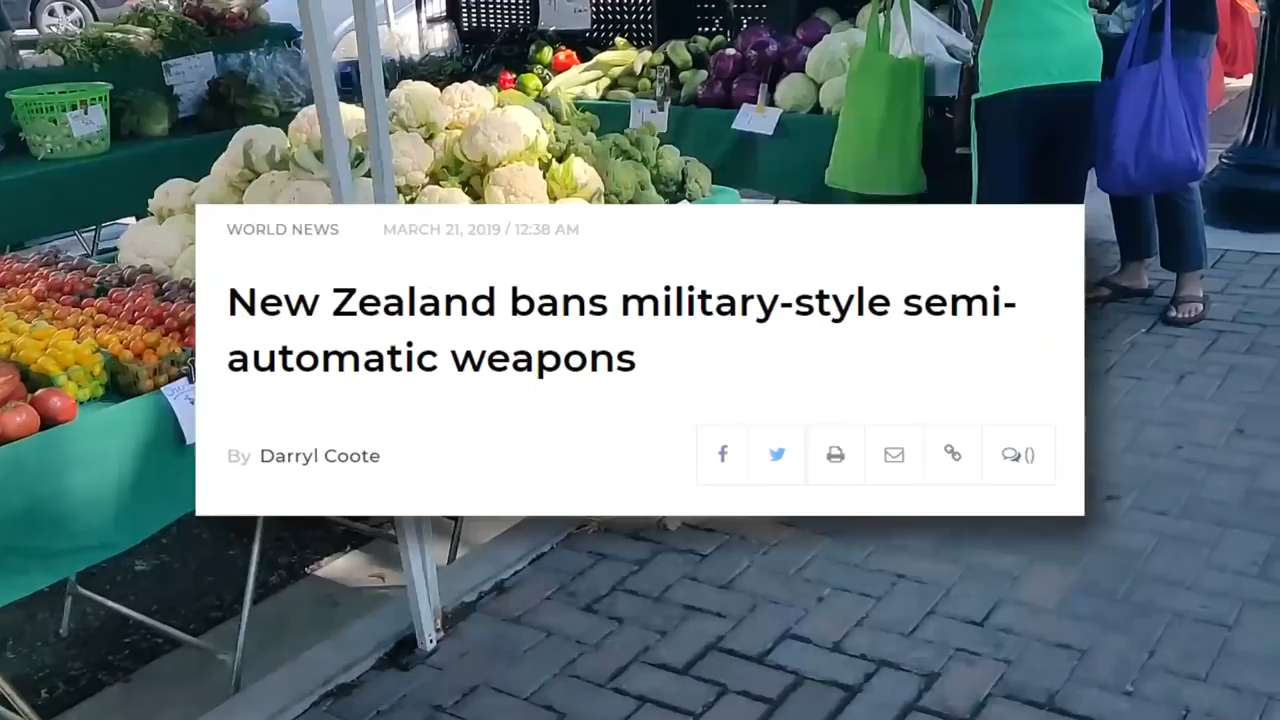 WORLD NEWS MARCH 21, 2019 / 12:38 AM
New Zealand bans military-style semi-
automatic weapons
By Darryl Coote
()